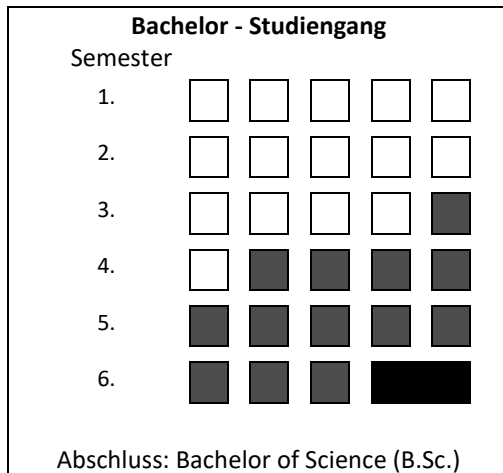 Bachelor - Studiengang
Semester
1.
2.
3.
4.
5.
6.
Abschluss: Bachelor of Science (B.Sc.)